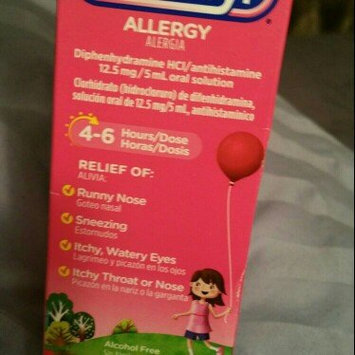 ALLERGY
ALERGIA
Diphenhydramine HCl/antihistamine
12.5 mg/5 mL oral solution
Clorhidrato (hidrocloruro) de difenhidramina,
solución oral de 12.5 mg/5 mL, antihistamínico
4-6 Hours/Dose
Horas/Dosis
RELIEF OF:
ALIVIA:
Runny Nose
Goteo nasal
Sneezing
Estornudos
Itchy, Watery Eyes
Lagrimeo y picazón en los ojos
Itchy Throat or Nose
Picazón en la nariz o la garganta
Alcohol Free